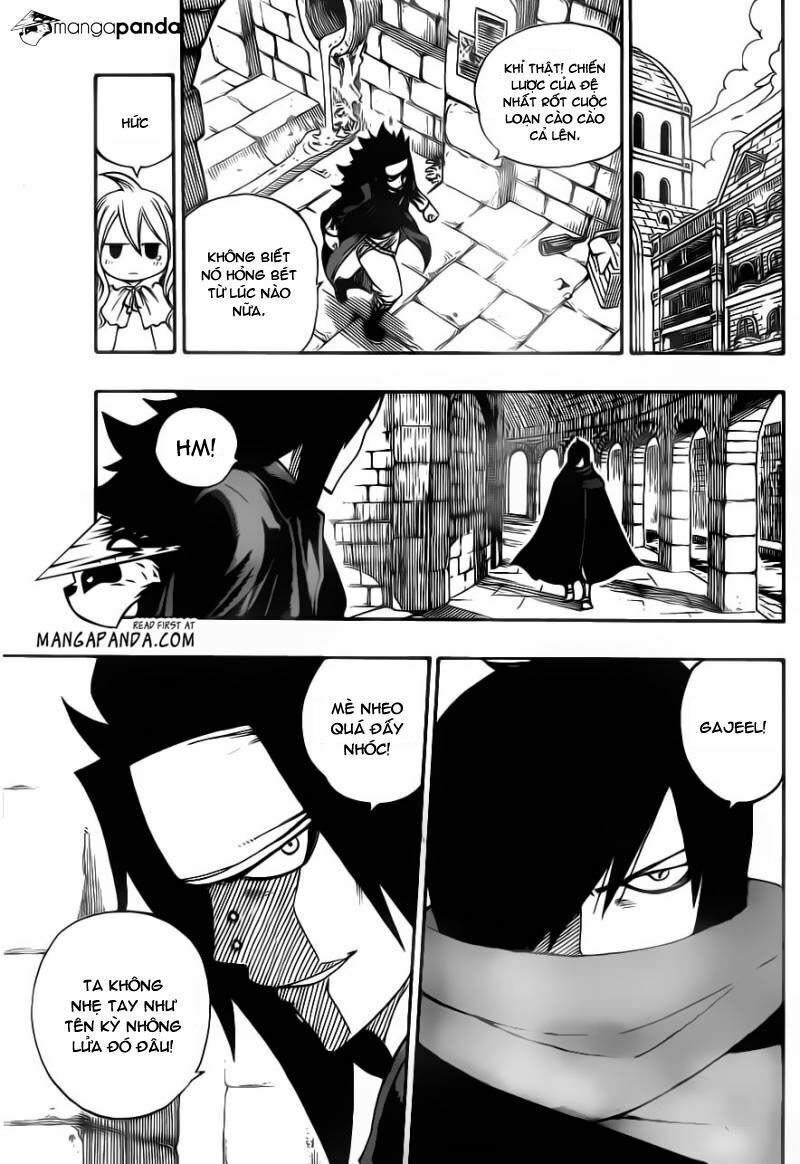 mangapanda
KHỈ THẬT! CHIẾN
LƯỢC CỦA ĐỆ
NHẤT RỐT CUỘC
LOẠN CÀO CÀO
CẢ LÊN.
KHÔNG BIẾT
NÓ HỎNG BÉT
TỪ LÚC NÀO
NỮA.
HỨC
HM!
READ FIRST AT
MANGAPANDA.COM
GAJEEL!
MÈ NHEO
QUÁ ĐẤY
NHÓC!
TA KHÔNG
NHẸ TAY NHƯ
TÊN KỲ NHÔNG
LỬA ĐÓ ĐÂU!